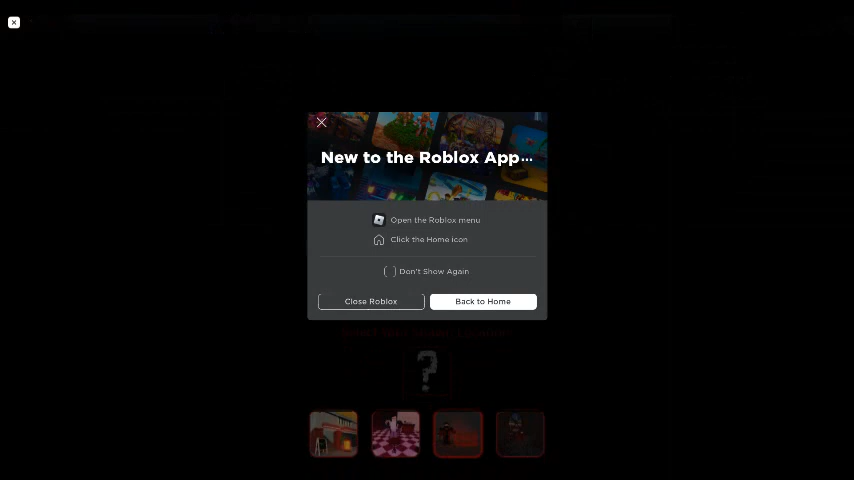 New to the Roblox App...
Open the Roblox menu
Click the Home icon
Don't Show Again
Close Roblox
Back to Home
?